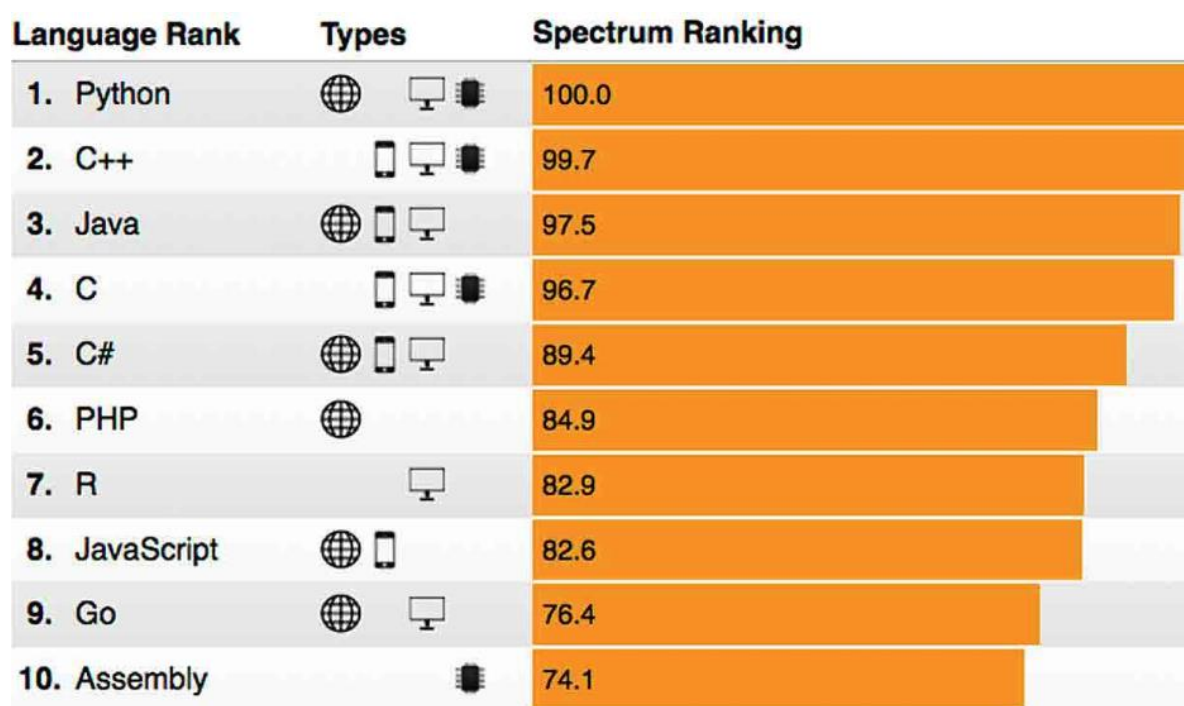 Language Rank Types Spectrum Ranking
1. Python 100.0
2. C++ 99.7
3. Java 97.5
4. C 96.7
5. C# 89.4
6. PHP 84.9
7. R 82.9
8. JavaScript 82.6
9. Go 76.4
10. Assembly 74.1